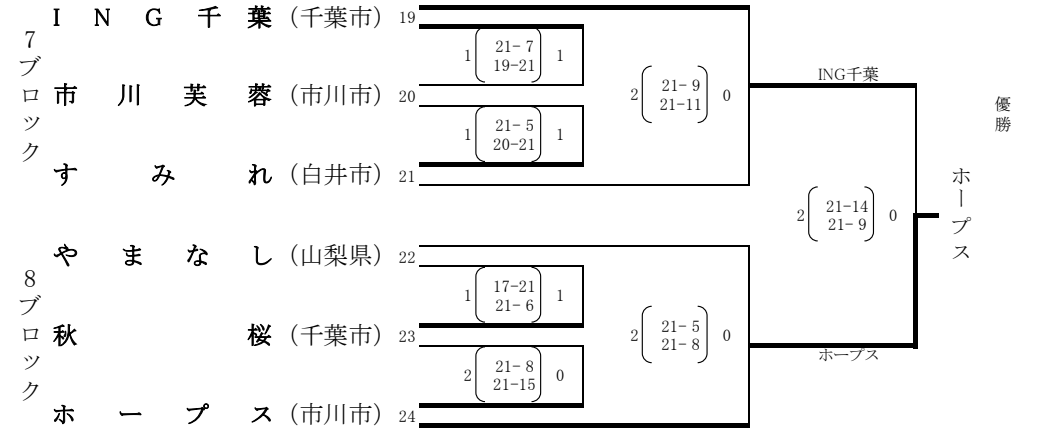 7ブロック
ING千葉（千葉市） 19
1 21-7 1
19-21
市川芙蓉（市川市） 20
1 21-5 1
20-21
すみれ（白井市） 21
2 21-9 0
21-11
ING千葉
8ブロック
やまなし（山梨県） 22
1 17-21 1
21-6
秋桜（千葉市） 23
2 21-8 0
21-15
ホープス（市川市） 24
2 21-5 0
21-8
ホープス
2 21-14 0
21-9
優勝
ホープス